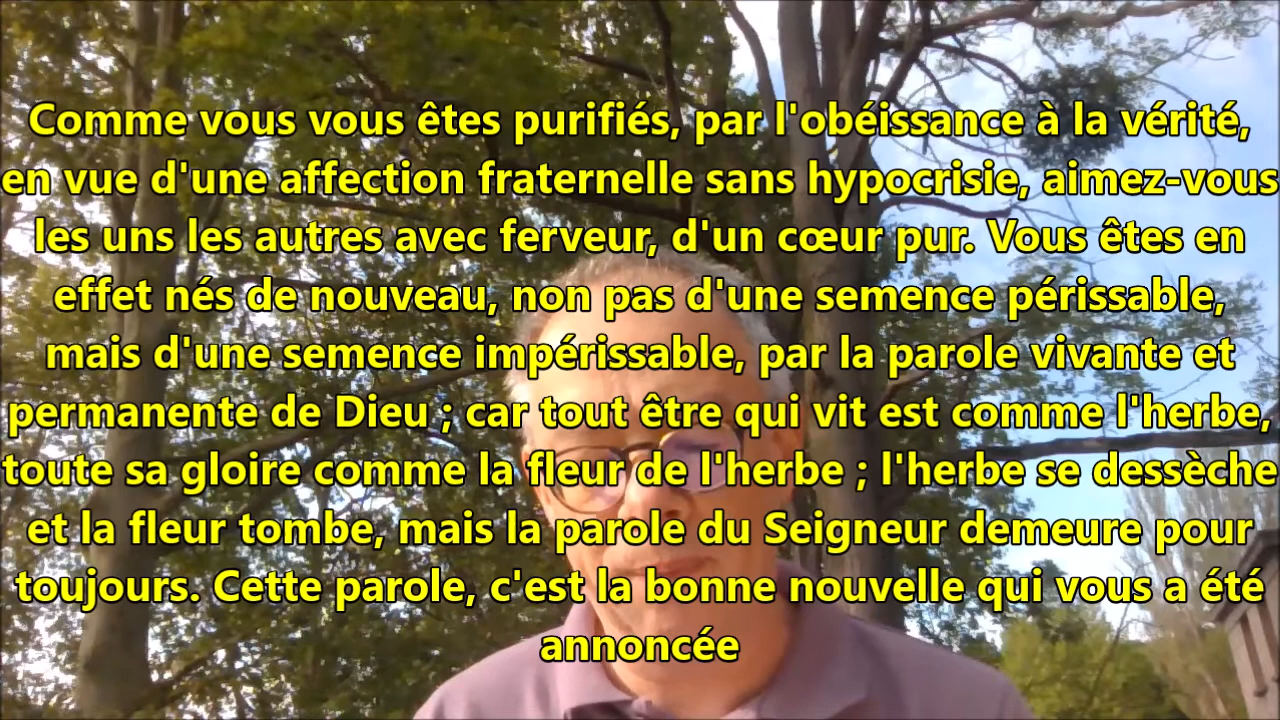 Comme vous vous êtes purifiés, par l'obéissance à la vérité,
en vue d'une affection fraternelle sans hypocrisie, aimez-vous
les uns les autres avec ferveur, d'un cœur pur. Vous êtes en
effet nés de nouveau, non pas d'une semence périssable,
mais d'une semence impérissable, par la parole vivante et
permanente de Dieu ; car tout être qui vit est comme l'herbe,
toute sa gloire comme la fleur de l'herbe ; l'herbe se dessèche
et la fleur tombe, mais la parole du Seigneur demeure pour
toujours. Cette parole, c'est la bonne nouvelle qui vous a été
annoncée